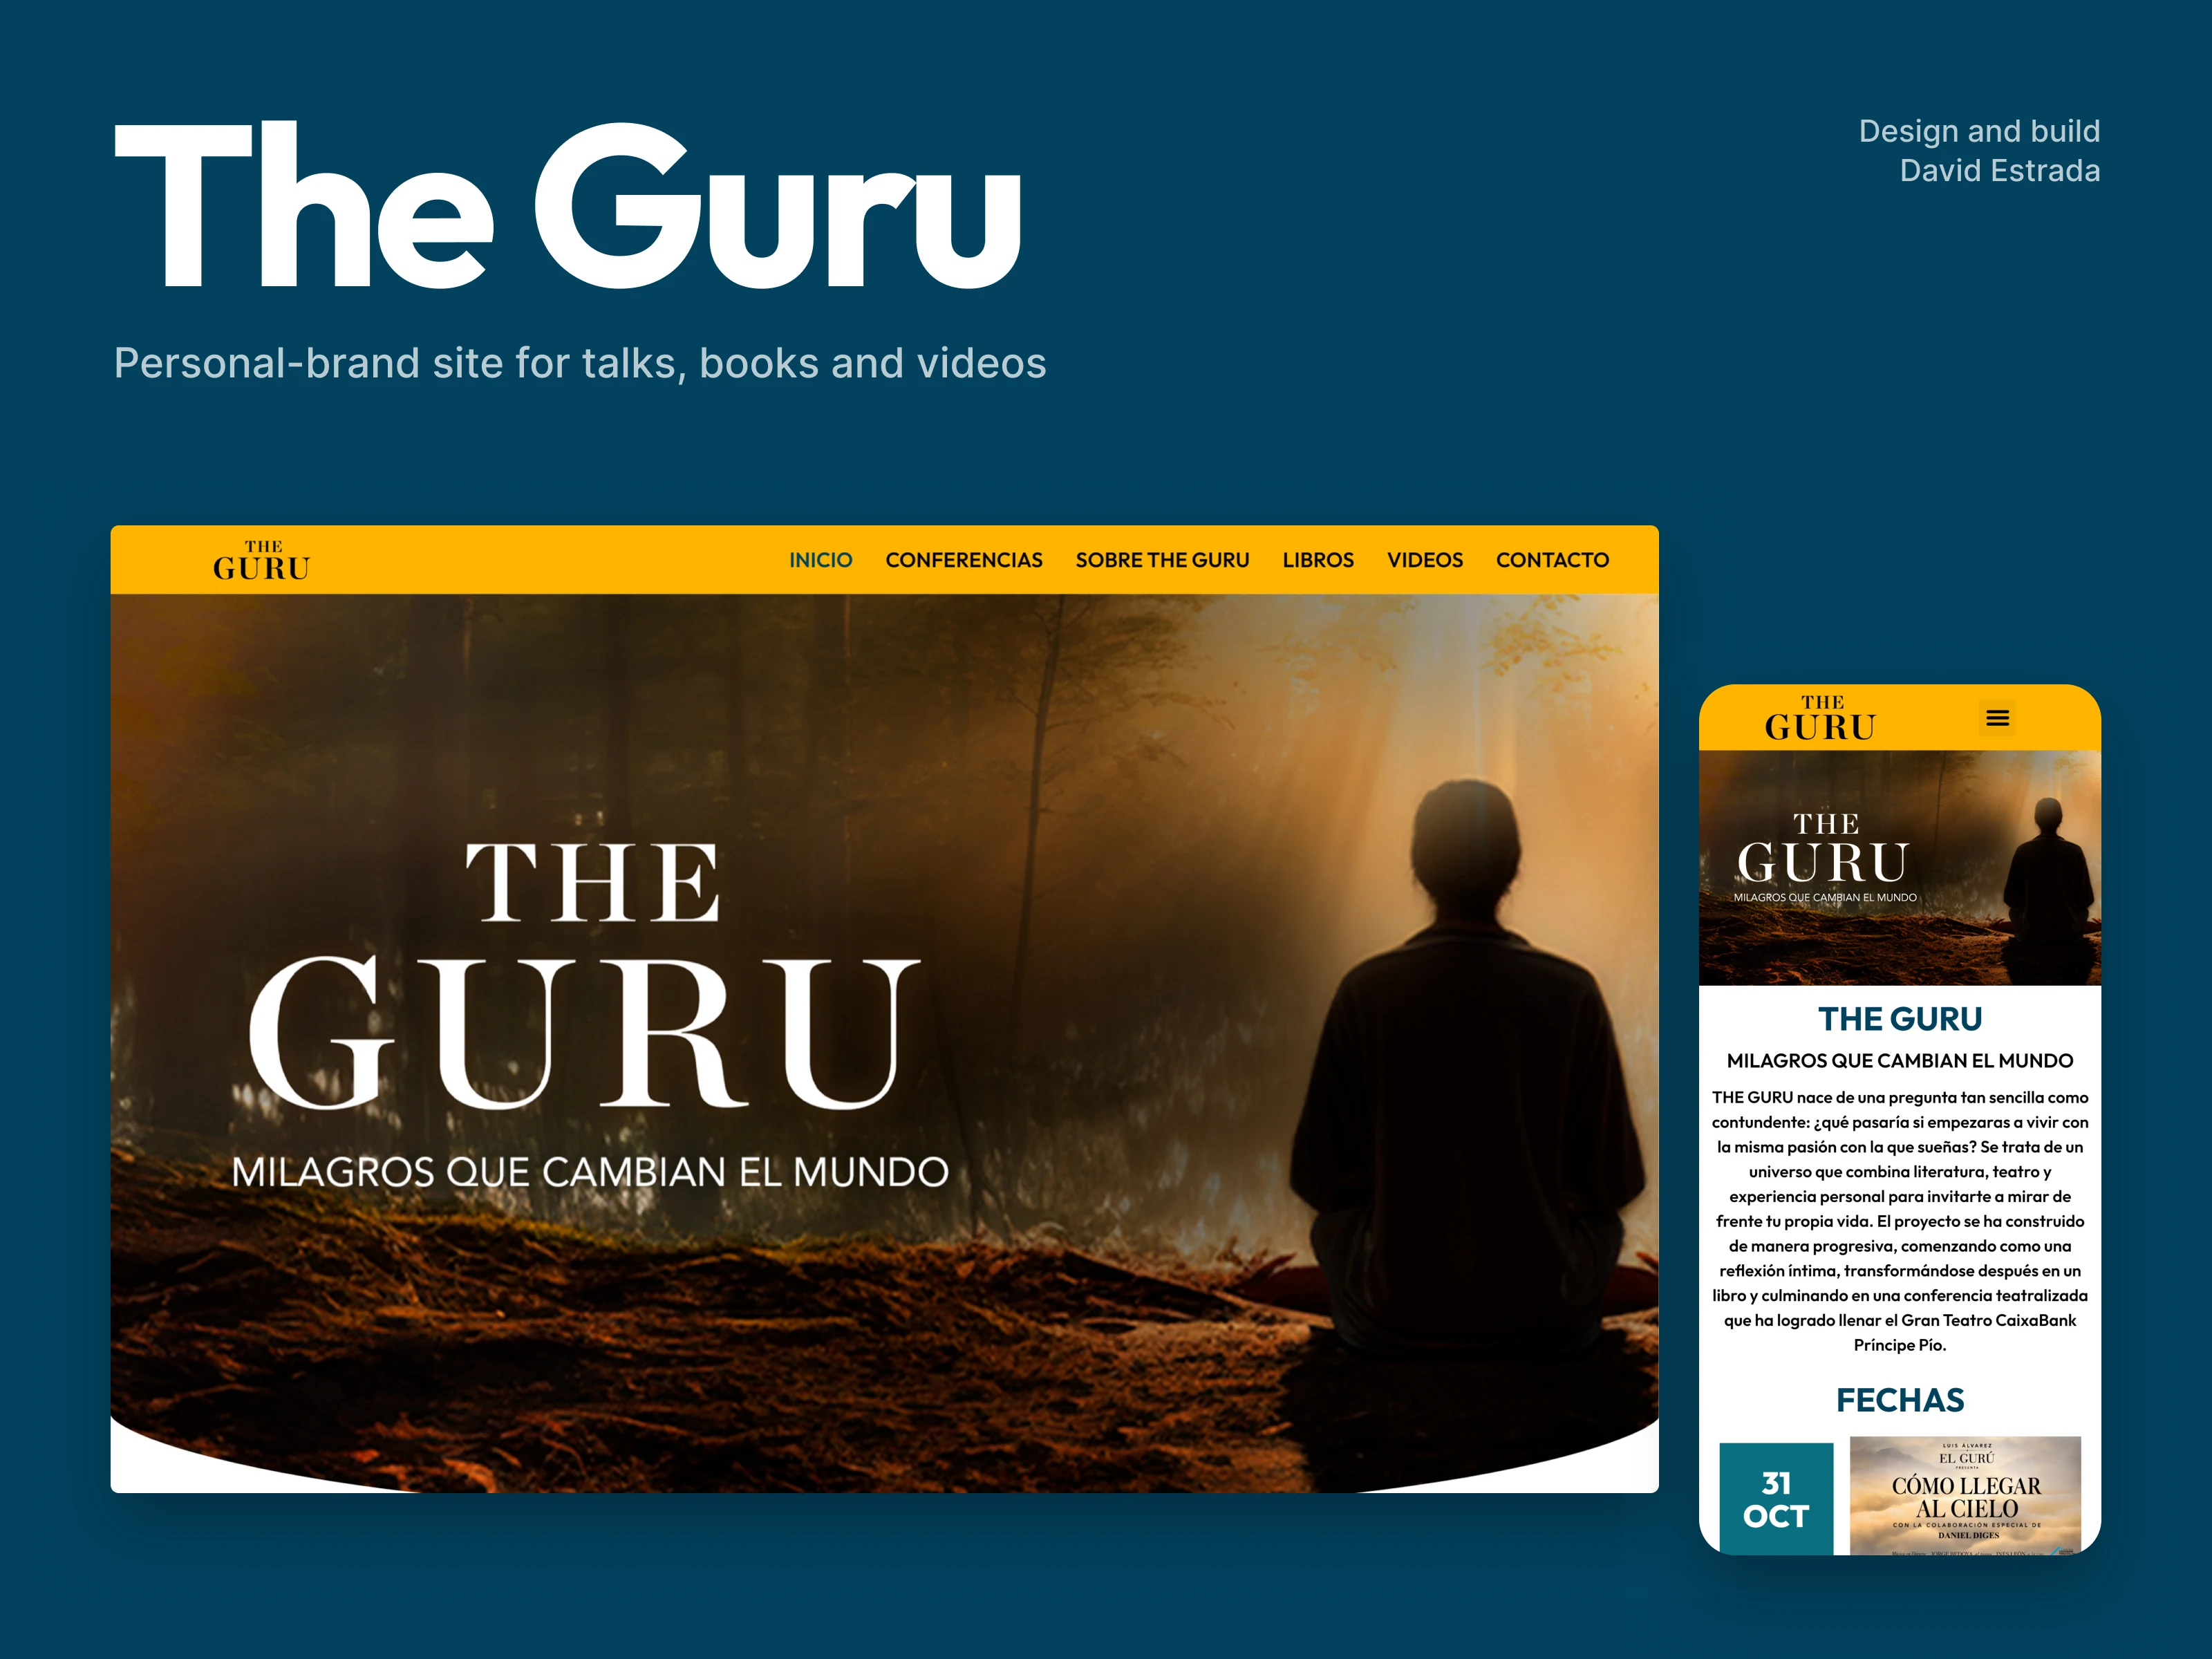 The Guru
Design and build
David Estrada
Personal-brand site for talks, books and videos
THE
GURU
INICIO CONFERENCIAS SOBRE THE GURU LIBROS VIDEOS CONTACTO
THE
GURU
MILAGROS QUE CAMBIAN EL MUNDO
THE
GURU
THE
GURU
MILAGROS QUE CAMBIAN EL MUNDO
THE GURU
MILAGROS QUE CAMBIAN EL MUNDO
THE GURU nace de una pregunta tan sencilla como
contundente: ¿qué pasaría si empezaras a vivir con
la misma pasión con la que sueñas? Se trata de un
universo que combina literatura, teatro y
experiencia personal para invitarte a mirar de
frente tu propia vida. El proyecto se ha construido
de manera progresiva, comenzando como una
reflexión íntima, transformándose después en un
libro y culminando en una conferencia teatralizada
que ha logrado llenar el Gran Teatro CaixaBank
Príncipe Pío.
FECHAS
31
OCT
LUIS ÁLVAREZ
EL GURÚ
PRESENTA
CÓMO LLEGAR
AL CIELO
CON LA COLABORACIÓN ESPECIAL DE
DANIEL DIGES